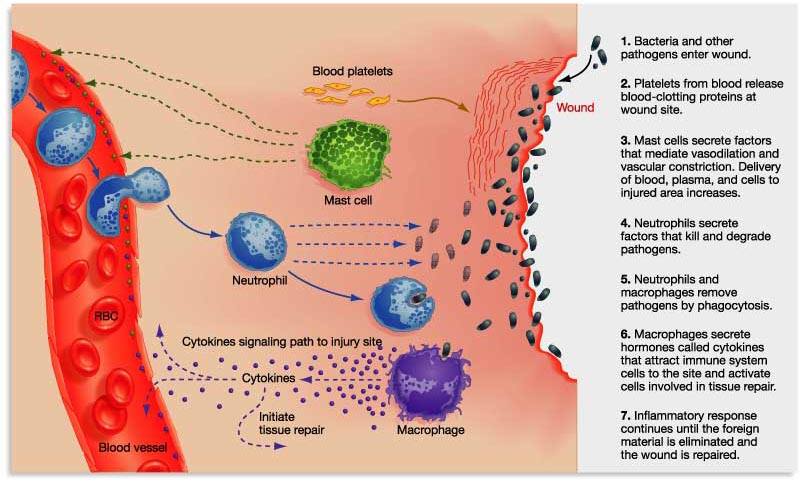 Blood platelets
Wound
Mast cell
Neutrophil
RBC
Cytokines signaling path to injury site
Cytokines
Initiate
tissue repair
Macrophage
Blood vessel
1. Bacteria and other
pathogens enter wound.
2. Platelets from blood release
blood-clotting proteins at
wound site.
3. Mast cells secrete factors
that mediate vasodilation and
vascular constriction. Delivery
of blood, plasma, and cells to
injured area increases.
4. Neutrophils secrete
factors that kill and degrade
pathogens.
5. Neutrophils and
macrophages remove
pathogens by phagocytosis.
6. Macrophages secrete
hormones called cytokines
that attract immune system
cells to the site and activate
cells involved in tissue repair.
7. Inflammatory response
continues until the foreign
material is eliminated and
the wound is repaired.